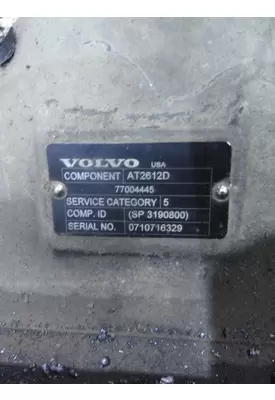 VOLVO USA
COMPONENT AT2612D
77004445
SERVICE CATEGORY 5
COMP. ID (SP 3190800)
SERIAL NO. 0710716329